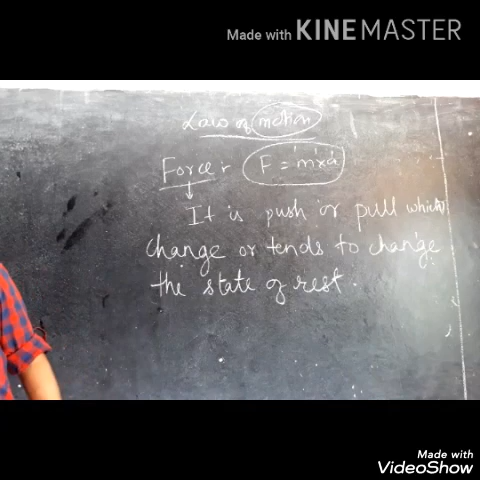 Made with KINEMASTER
Law of motion
Force :- F = m×a
It is push or pull which
change or tends to change
the state of rest.
Made with
VideoShow